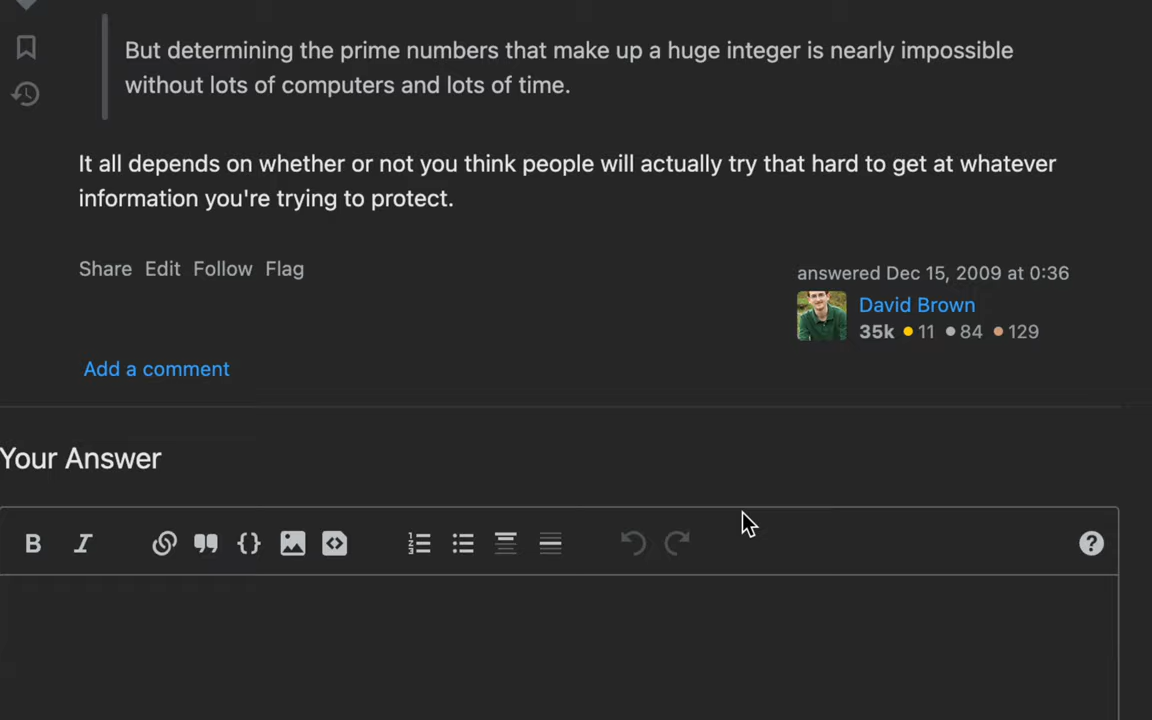 But determining the prime numbers that make up a huge integer is nearly impossible
without lots of computers and lots of time.
It all depends on whether or not you think people will actually try that hard to get at whatever
information you're trying to protect.
Share Edit Follow Flag
answered Dec 15, 2009 at 0:36
David Brown
35k 11 84 129
Add a comment
Your Answer
B I